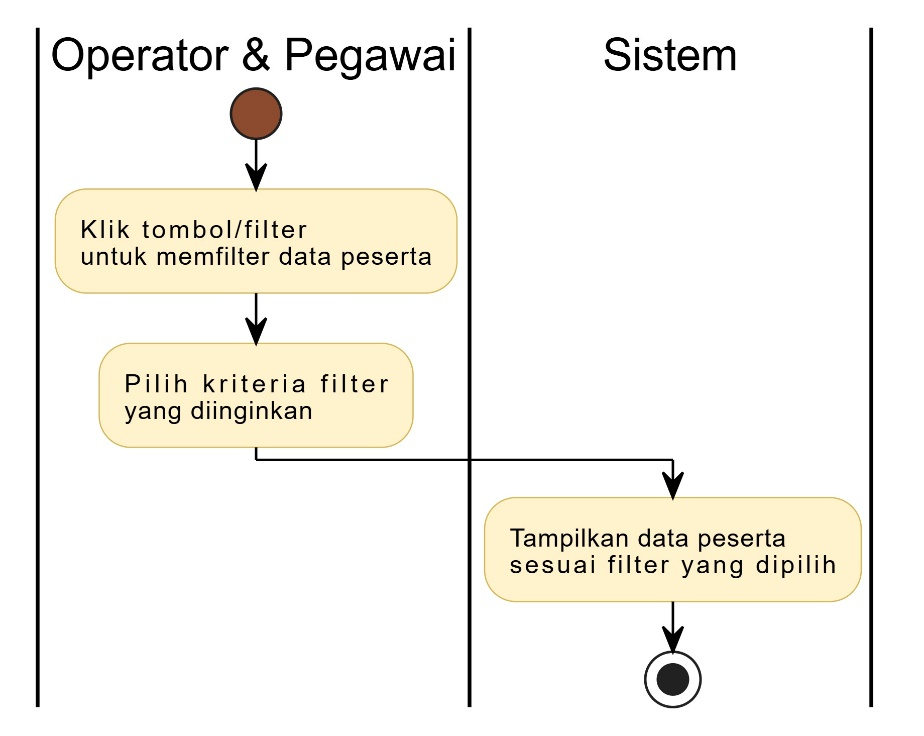 Operator & Pegawai
Sistem
Klik tombol/filter
untuk memfilter data peserta
Pilih kriteria filter
yang diinginkan
Tampilkan data peserta
sesuai filter yang dipilih